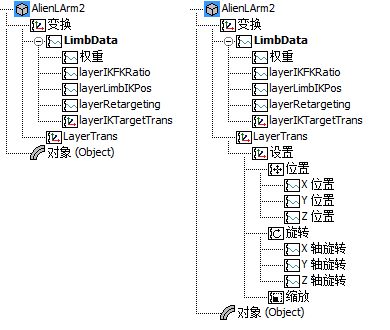 AlienLArm2
变换
LimbData
权重
layerIKFKRatio
layerLimbIKPos
layerRetargeting
layerIKTargetTrans
LayerTrans
对象 (Object)
AlienLArm2
变换
LimbData
权重
layerIKFKRatio
layerLimbIKPos
layerRetargeting
layerIKTargetTrans
LayerTrans
设置
位置
X 位置
Y 位置
Z 位置
旋转
X 轴旋转
Y 轴旋转
Z 轴旋转
缩放
对象 (Object)